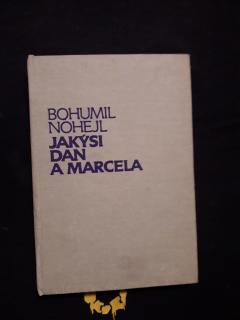 BOHUMIL
NOHEJL
JAKÝSI
DAN
A MARCELA